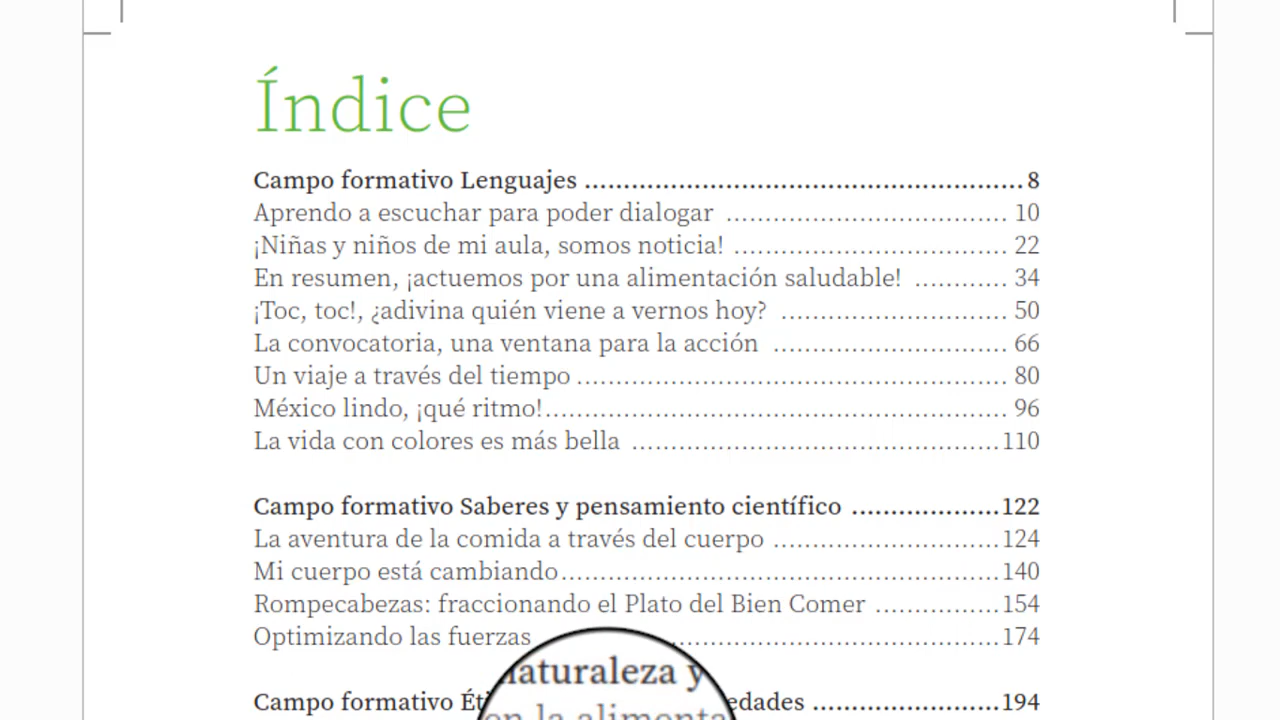 Índice
Campo formativo Lenguajes ........................................................ 8
Aprendo a escuchar para poder dialogar .................................... 10
¡Niñas y niños de mi aula, somos noticia! ................................... 22
En resumen, ¡actuemos por una alimentación saludable! ............ 34
¡Toc, toc!, ¿adivina quién viene a vernos hoy? ............................. 50
La convocatoria, una ventana para la acción .............................. 66
Un viaje a través del tiempo ....................................................... 80
México lindo, ¡qué ritmo!........................................................... 96
La vida con colores es más bella ...............................................110
Campo formativo Saberes y pensamiento científico ...................122
La aventura de la comida a través del cuerpo .............................124
Mi cuerpo está cambiando........................................................140
Rompecabezas: fraccionando el Plato del Bien Comer ................154
Optimizando las fuerzas ..........................................174
naturaleza y
Campo formativo edades ........................194
en la